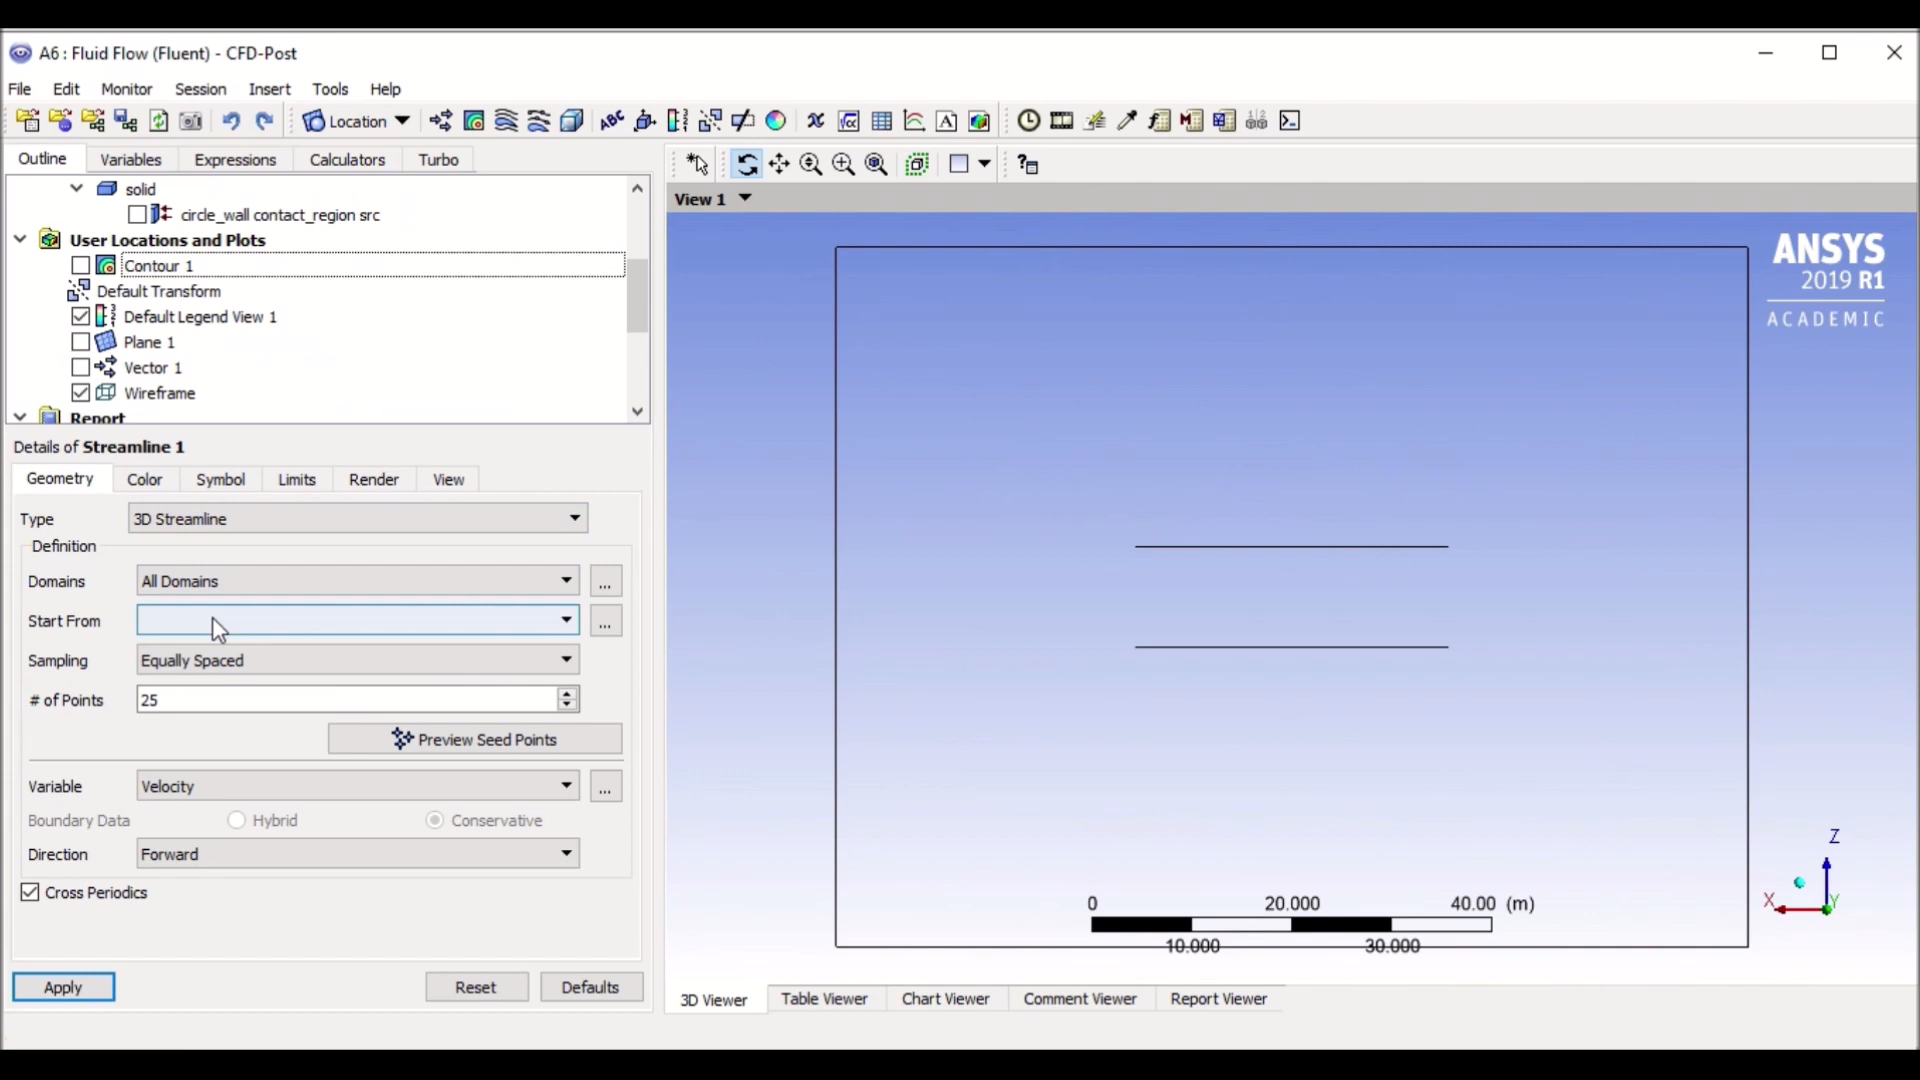 A6 : Fluid Flow (Fluent) - CFD-Post
File Edit Monitor Session Insert Tools Help
Location
Outline Variables Expressions Calculators Turbo
solid
circle_wall contact_region src
User Locations and Plots
Contour 1
Default Transform
Default Legend View 1
Plane 1
Vector 1
Wireframe
Report
Details of Streamline 1
Geometry Color Symbol Limits Render View
Type 3D Streamline
Definition
Domains All Domains ...
Start From ...
Sampling Equally Spaced
# of Points 25
Preview Seed Points
Variable Velocity ...
Boundary Data Hybrid Conservative
Direction Forward
Cross Periodics
Apply Reset Defaults
View 1
ANSYS
2019 R1
ACADEMIC
0 20.000 40.00 (m)
10.000 30.000
Z
X Y
3D Viewer Table Viewer Chart Viewer Comment Viewer Report Viewer